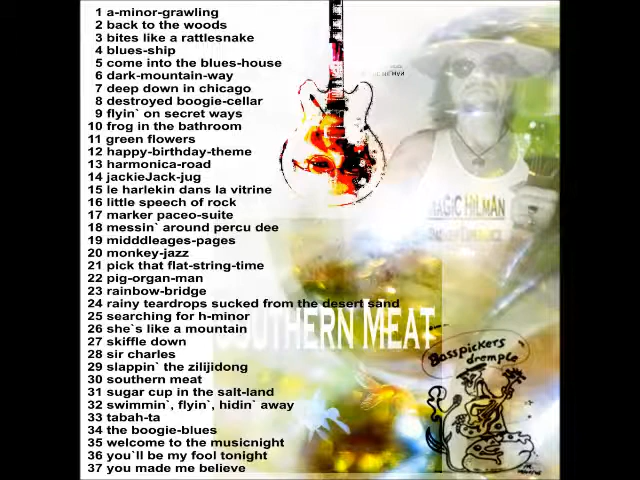 1 a-minor-grawling
2 back to the woods
3 bites like a rattlesnake
4 blues-ship
5 come into the blues-house
6 dark-mountain-way
7 deep down in chicago
8 destroyed boogie-cellar
9 flyin` on secret ways
10 frog in the bathroom
11 green flowers
12 happy-birthday-theme
13 harmonica-road
14 jackieJack-jug
15 le harlekin dans la vitrine
16 little speech of rock
17 marker paceo-suite
18 messin` around percu dee
19 midddleages-pages
20 monkey-jazz
21 pick that flat-string-time
22 pig-organ-man
23 rainbow-bridge
24 rainy teardrops sucked from the desert sand
25 searching for h-minor
26 she`s like a mountain
27 skiffle down
28 sir charles
29 slappin` the zilijidong
30 southern meat
31 sugar cup in the salt-land
32 swimmin`, flyin`, hidin` away
33 tabah-ta
34 the boogie-blues
35 welcome to the musicnight
36 you`ll be my fool tonight
37 you made me believe
MAGIC HILMAN
SOUTHERN MEAT
Basspickers
dremple